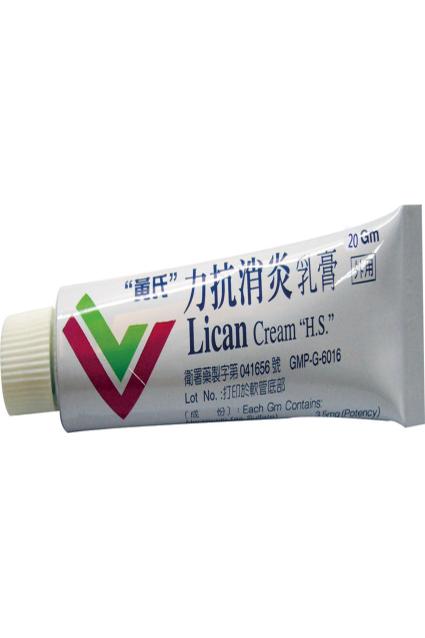 20 Gm
"黃氏" 力抗消炎乳膏 外用
Lican Cream "H.S."
衛署藥製字第 041656 號 GMP-G-6016
Lot No. :打印於軟管底部
〔成 份〕: Each Gm Contains:
3.5mg (Potency)